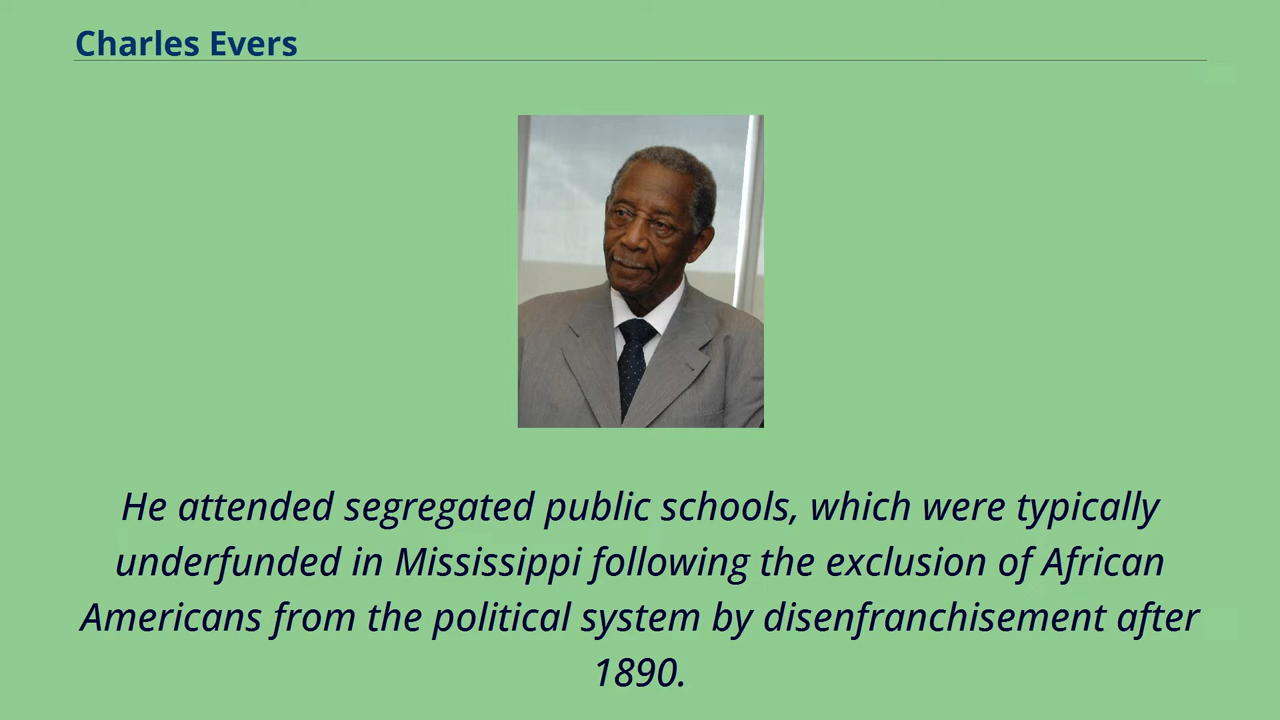 Charles Evers
He attended segregated public schools, which were typically
underfunded in Mississippi following the exclusion of African
Americans from the political system by disenfranchisement after
1890.